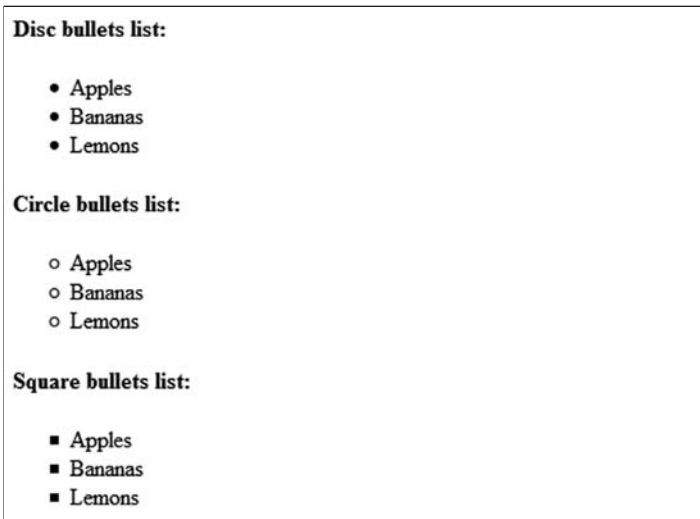 Disc bullets list:
• Apples
• Bananas
• Lemons
Circle bullets list:
○ Apples
○ Bananas
○ Lemons
Square bullets list:
■ Apples
■ Bananas
■ Lemons